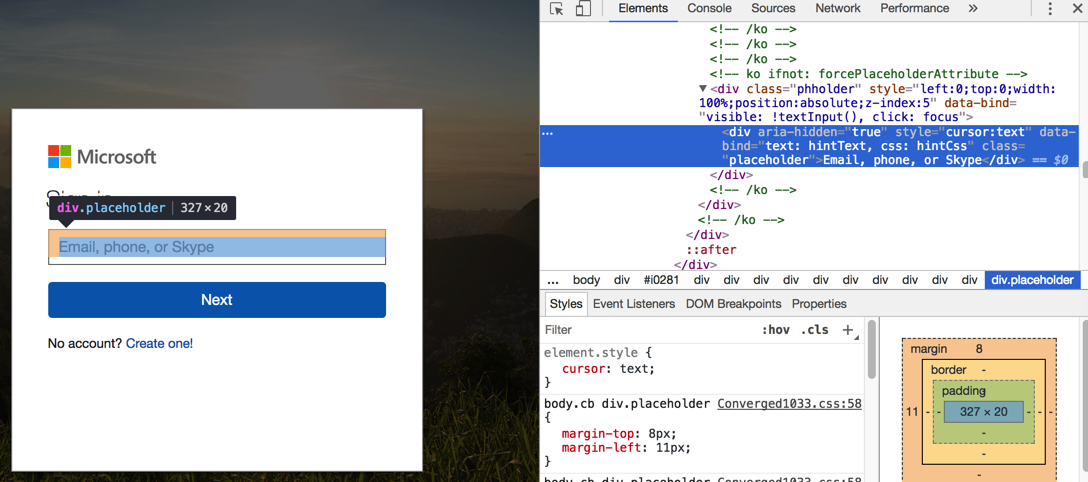 Microsoft
div.placeholder 327 × 20
Email, phone, or Skype
Next
No account? Create one!
Elements Console Sources Network Performance »
<!-- /ko -->
<!-- /ko -->
<!-- /ko -->
<!-- ko ifnot: forcePlaceholderAttribute -->
▼<div class="phholder" style="left:0;top:0;width:
100%;position:absolute;z-index:5" data-bind=
"visible: !textInput(), click: focus">
… <div aria-hidden="true" style="cursor:text" data-
bind="text: hintText, css: hintCss" class=
"placeholder">Email, phone, or Skype</div> == $0
</div>
<!-- /ko -->
</div>
<!-- /ko -->
</div>
::after
</div>
… body div div #i0281 div div div div div div div div div.placeholder
Styles Event Listeners DOM Breakpoints Properties
Filter :hov .cls +
element.style {
cursor: text;
}
body.cb div.placeholder Converged1033.css:58
{
margin-top: 8px;
margin-left: 11px;
}
body.cb div.placeholder Converged1033.css:58
margin 8
border -
padding -
11 - - 327 × 20 - - -
-
-
-